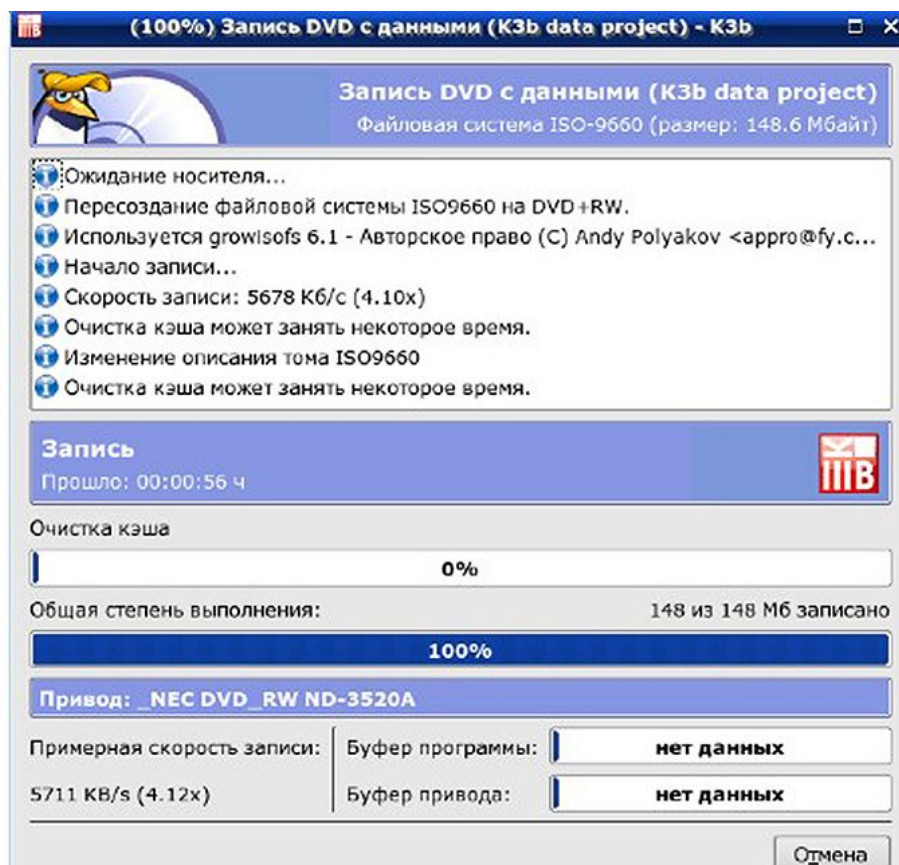 (100%) Запись DVD с данными (K3b data project) - K3b
Запись DVD с данными (K3b data project)
Файловая система ISO-9660 (размер: 148.6 Мбайт)
Ожидание носителя...
Пересоздание файловой системы ISO9660 на DVD+RW.
Используется growisofs 6.1 - Авторское право (C) Andy Polyakov <appro@fy.c...
Начало записи...
Скорость записи: 5678 Кб/с (4.10x)
Очистка кэша может занять некоторое время.
Изменение описания тома ISO9660
Очистка кэша может занять некоторое время.
Запись
Прошло: 00:00:56 ч
Очистка кэша
0%
Общая степень выполнения: 148 из 148 Мб записано
100%
Привод: _NEC DVD_RW ND-3520A
Примерная скорость записи: Буфер программы: нет данных
5711 KB/s (4.12x) Буфер привода: нет данных
Отмена